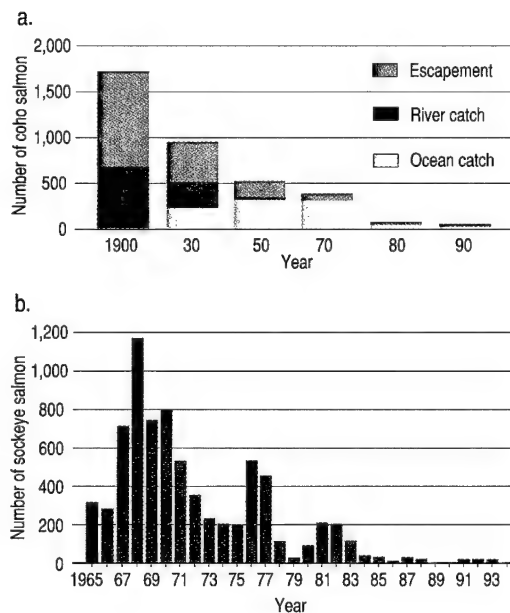 a.
Number of coho salmon
2,000
1,500
1,000
500
0
Escapement
River catch
Ocean catch
1900 30 50 70 80 90
Year
b.
Number of sockeye salmon
1,200
1,000
800
600
400
200
0
1965 67 69 71 73 75 77 79 81 83 85 87 89 91 93
Year